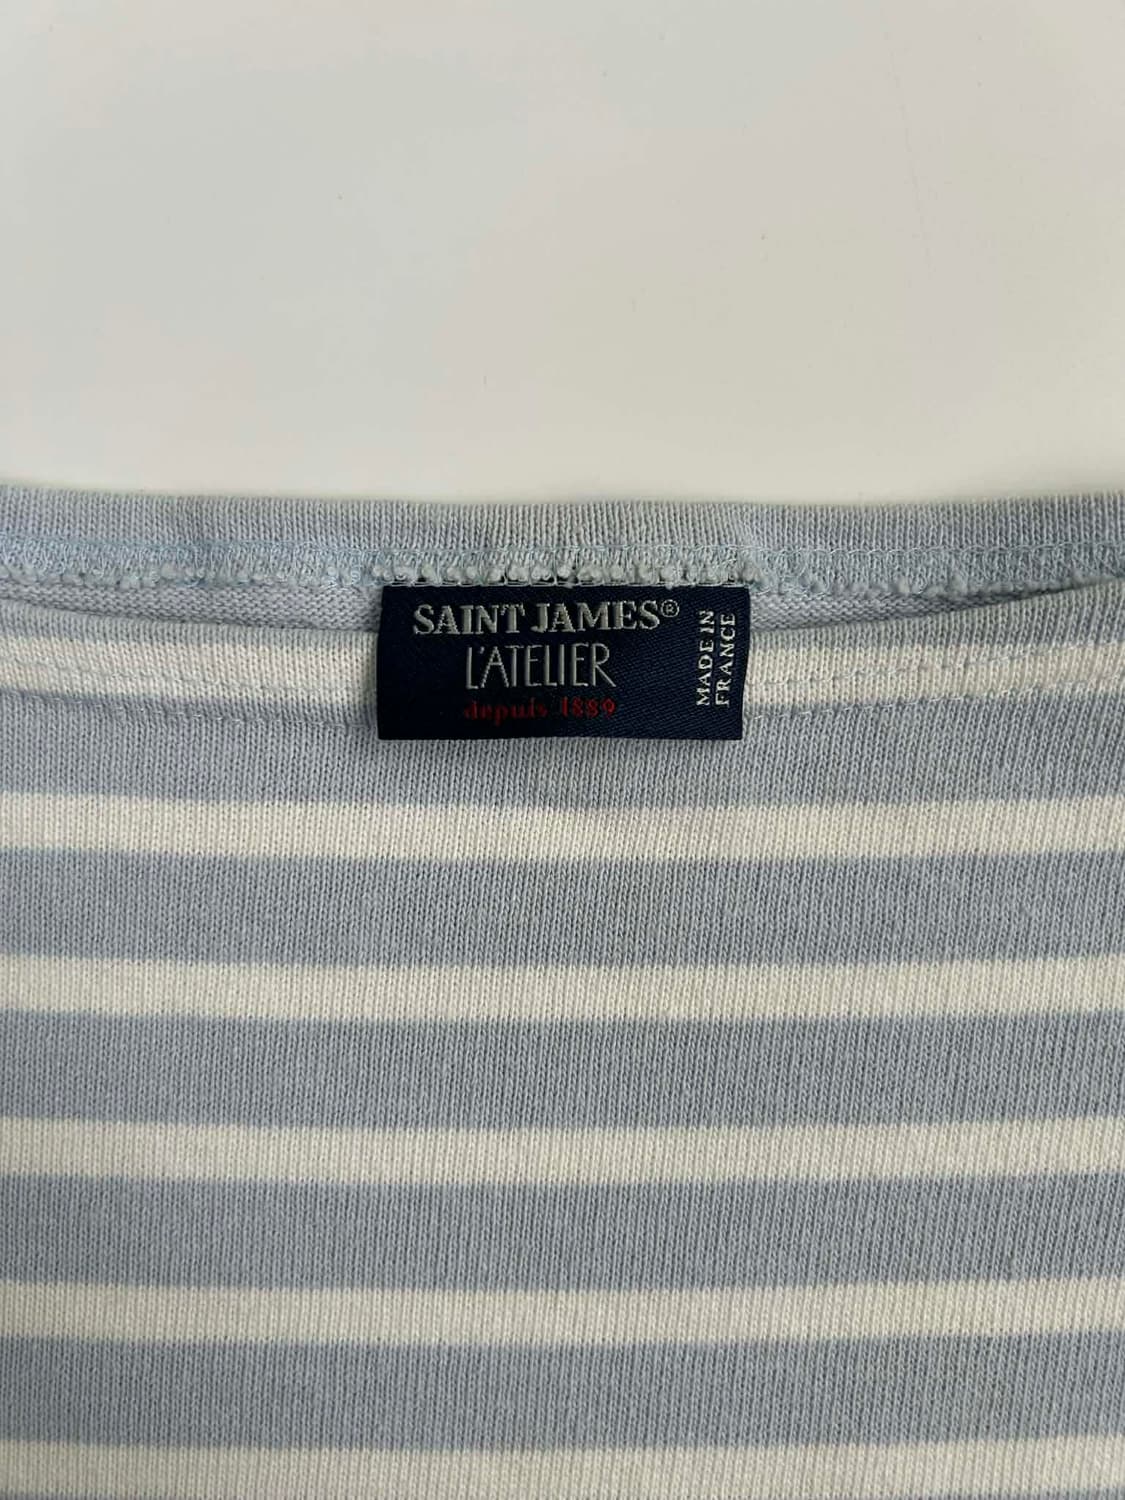 SAINT JAMES®
L'ATELIER
depuis 1889
MADE IN
FRANCE